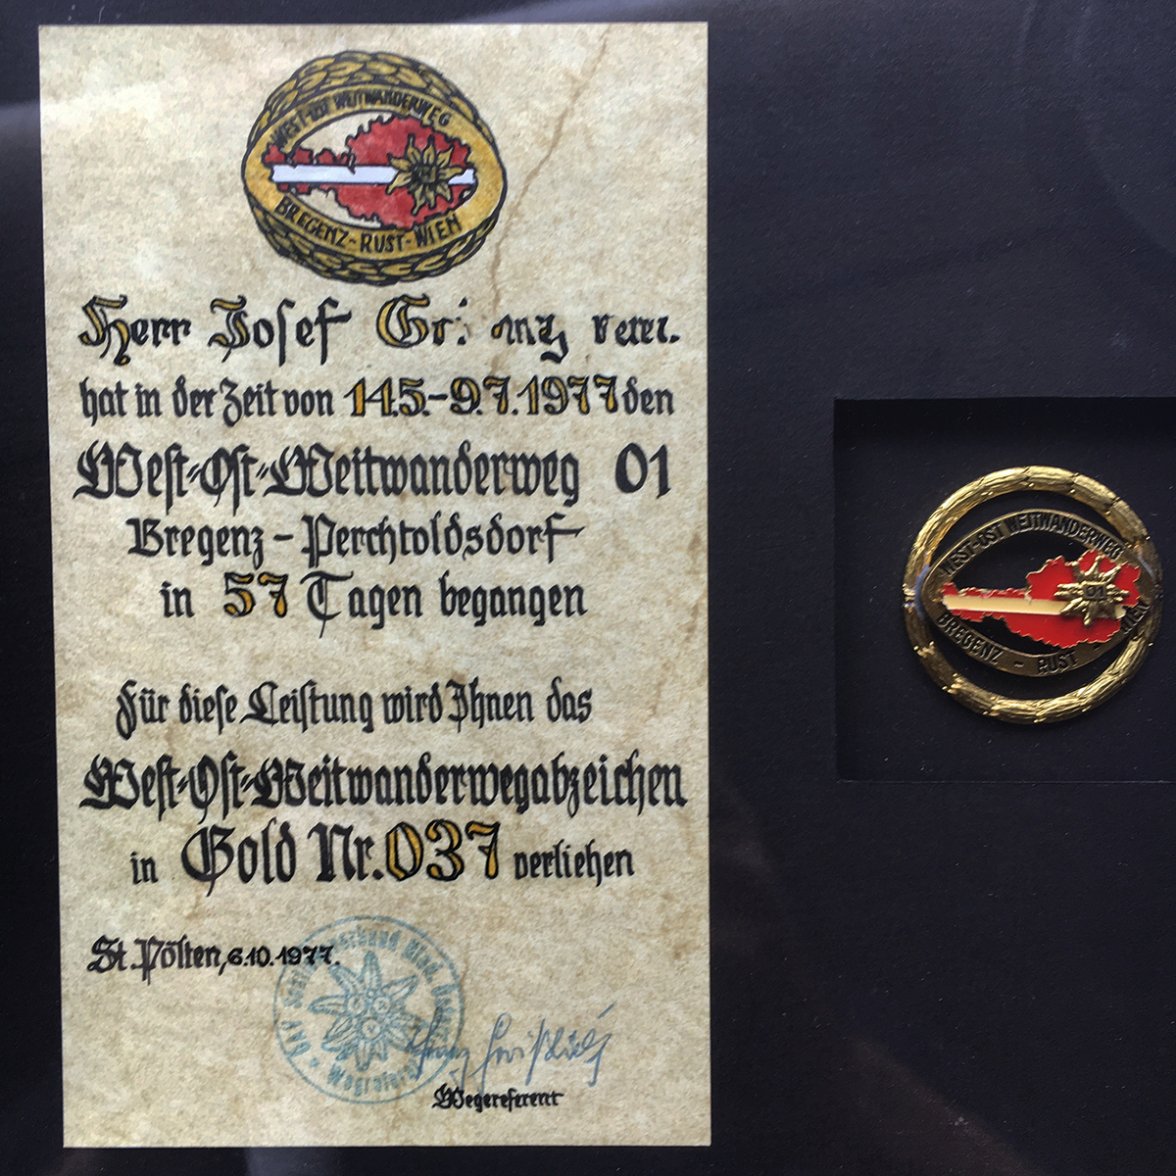 WEST-OST WEITWANDERWEG
BREGENZ-RUST-WIEN
Herr Josef
hat in der Zeit von 14.5.-9.7.1977 den
West-Ost-Weitwanderweg 01
Bregenz - Perchtoldsdorf
in 57 Tagen begangen
Für diese Leistung wird Ihnen das
West-Ost-Weitwanderwegabzeichen
in Gold Nr. 037 verliehen
St. Pölten, 6.10.1977.
Wegereferent
WEST-OST WEITWANDERWEG
01
BREGENZ - RUST - WIEN